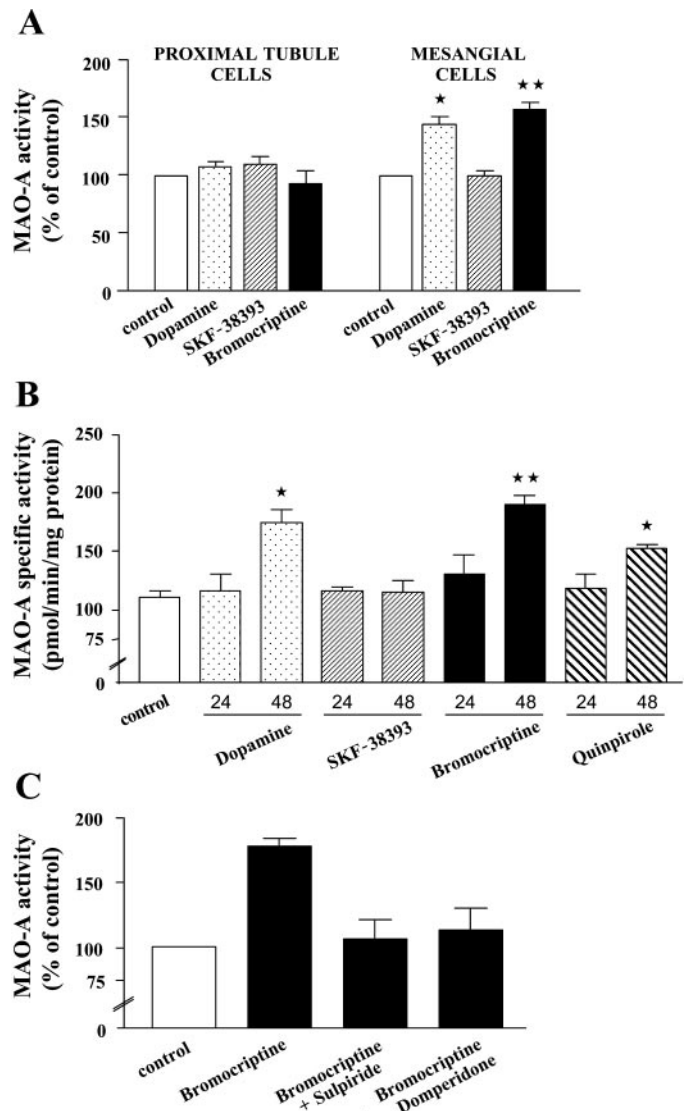 A
PROXIMAL TUBULE CELLS
MESANGIAL CELLS
MAO-A activity
(% of control)
200
150
100
50
0
★
★★
control
Dopamine
SKF-38393
Bromocriptine
control
Dopamine
SKF-38393
Bromocriptine
B
MAO-A specific activity
(pmol/min/mg protein)
250
200
150
100
75
0
★
★★
★
control
24 48
24 48
24 48
24 48
Dopamine
SKF-38393
Bromocriptine
Quinpirole
C
MAO-A activity
(% of control)
200
150
100
75
0
control
Bromocriptine
Bromocriptine
+ Sulpiride
Bromocriptine
Domperidone